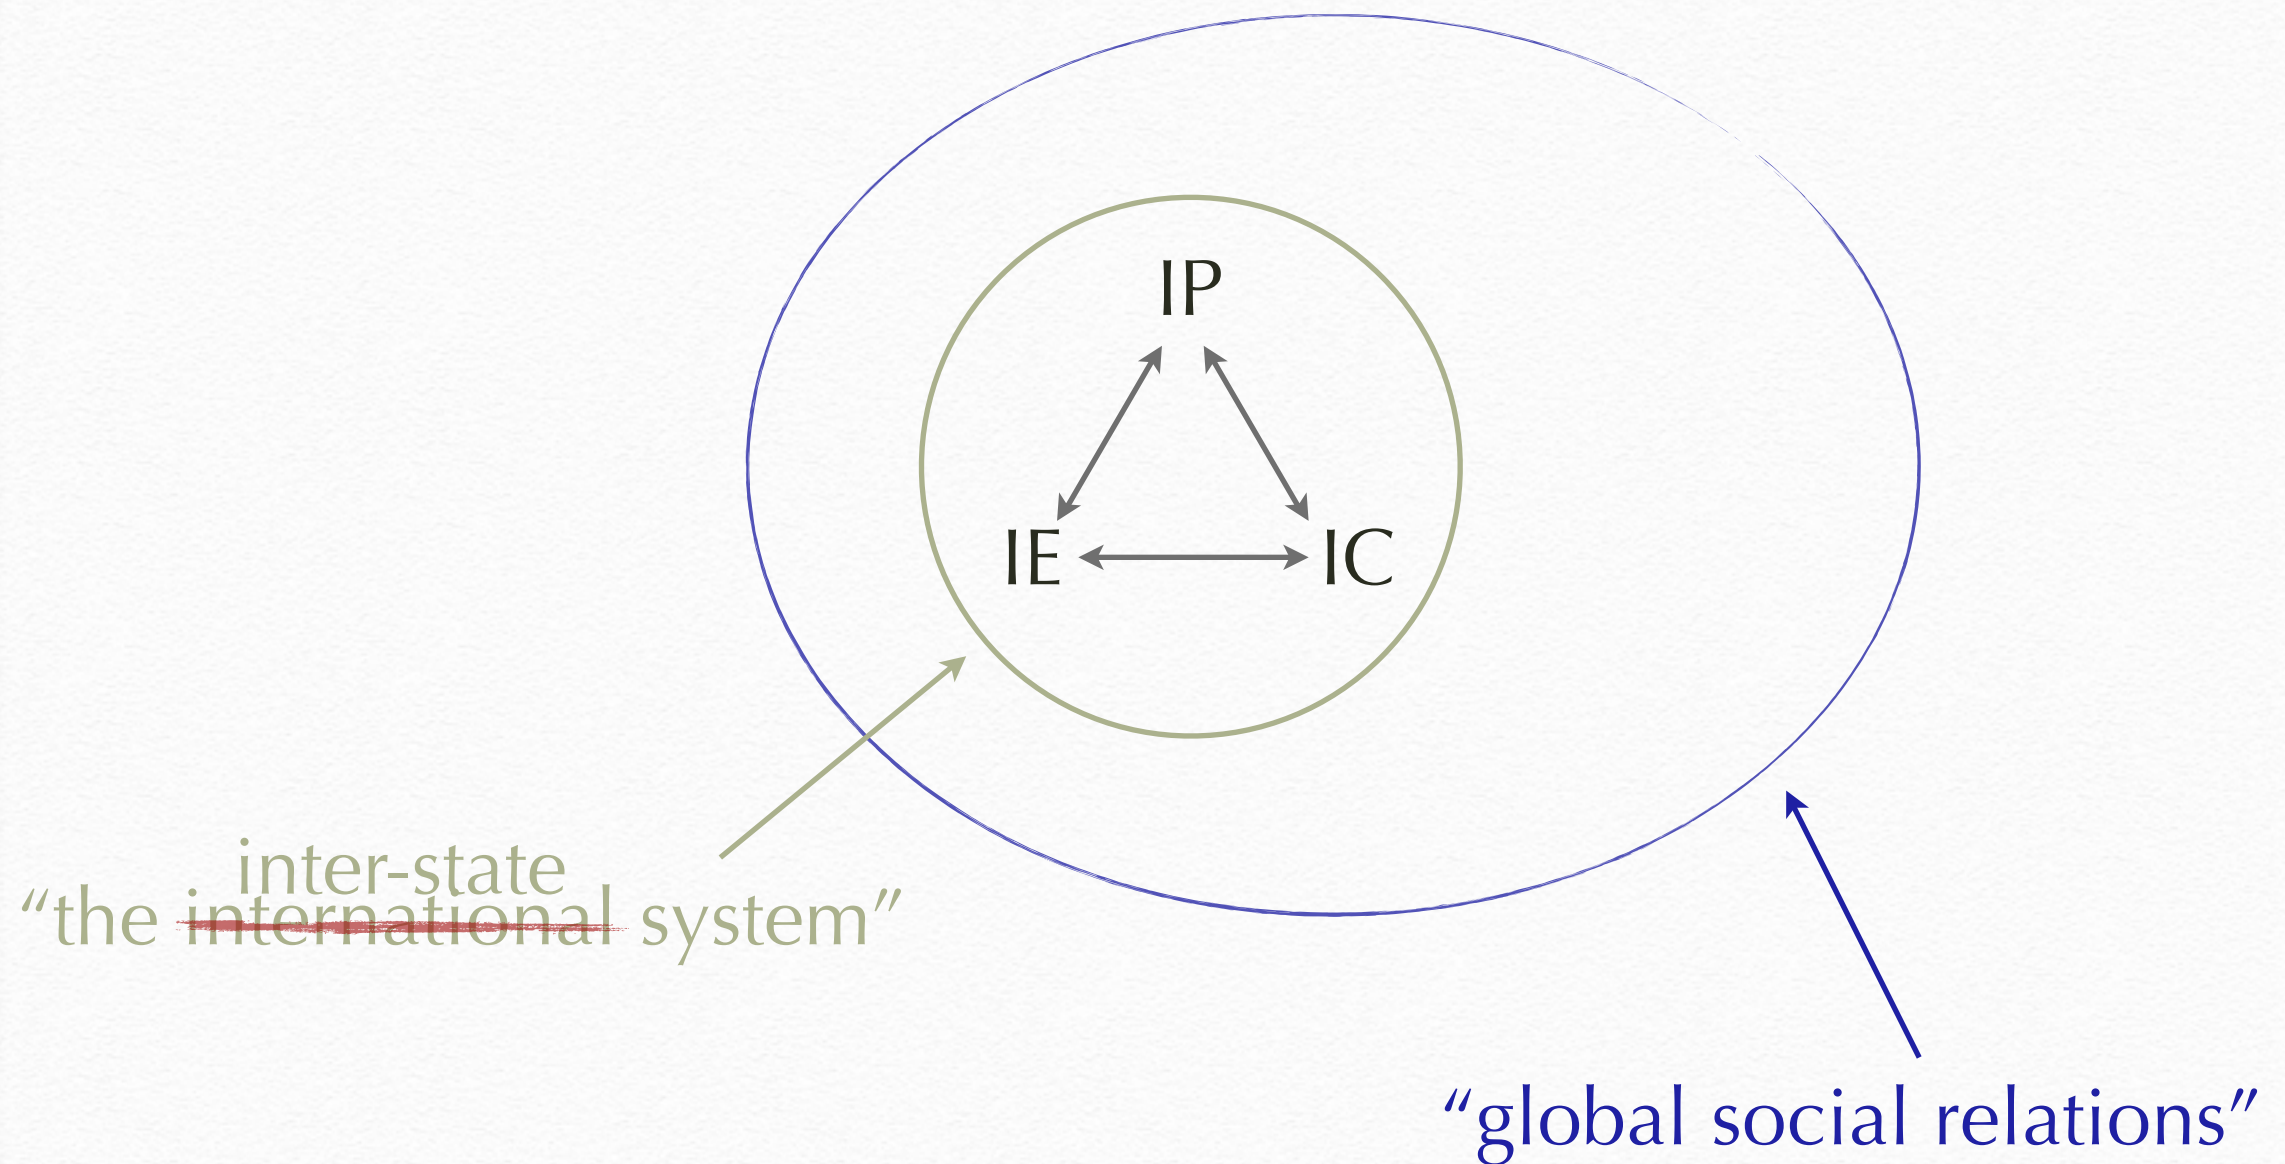 IP
IE IC
inter-state
“the international system”
“global social relations”